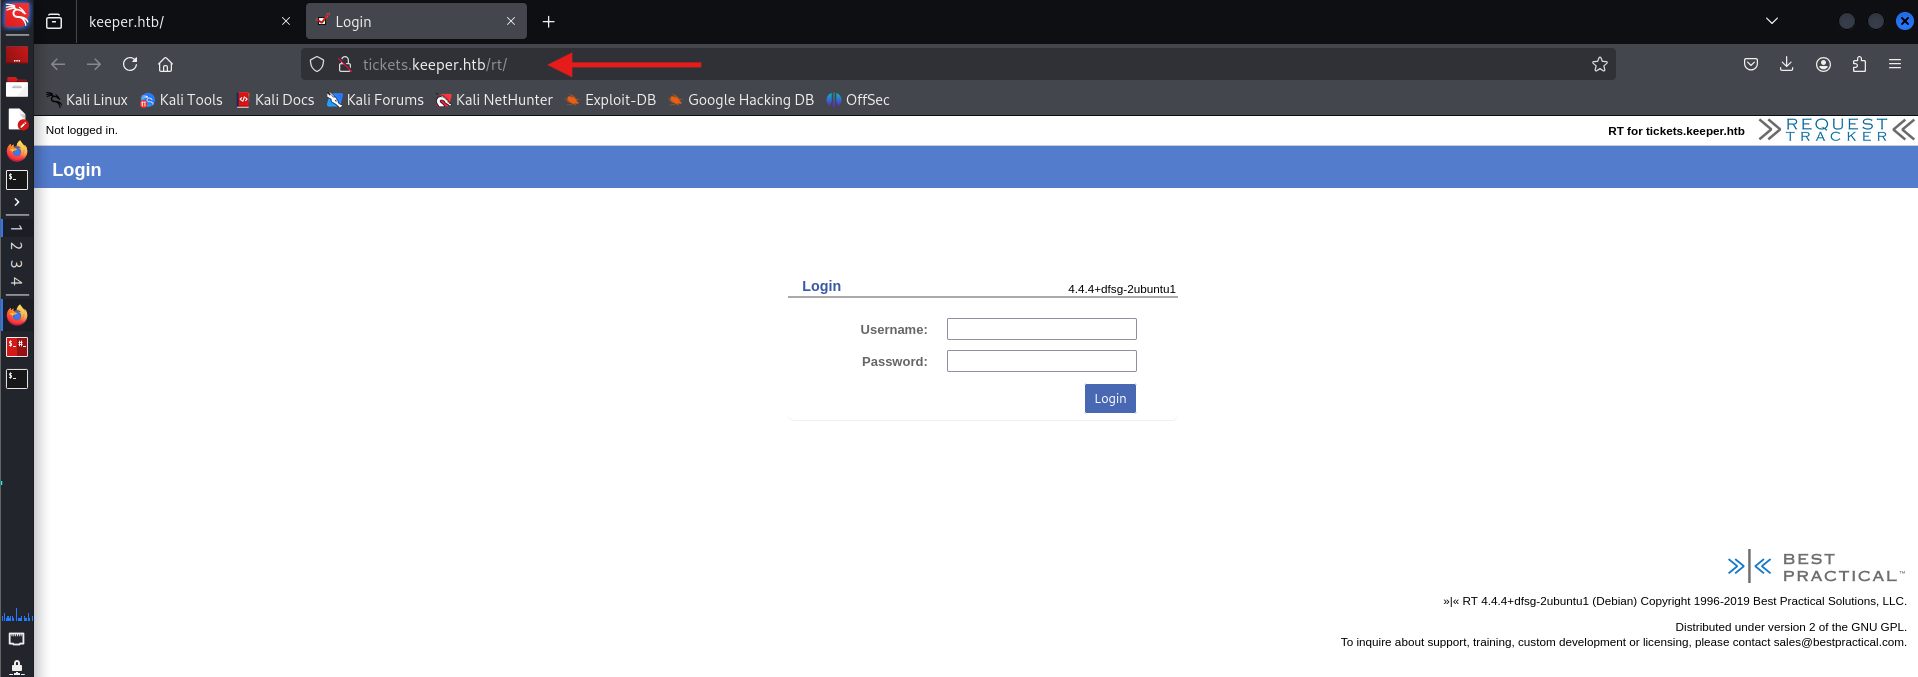 keeper.htb/
Login
tickets.keeper.htb/rt/
Kali Linux Kali Tools Kali Docs Kali Forums Kali NetHunter Exploit-DB Google Hacking DB OffSec
Not logged in.
RT for tickets.keeper.htb
REQUEST
TRACKER
Login
1
2
3
4
Login 4.4.4+dfsg-2ubuntu1
Username:
Password:
Login
BEST
PRACTICAL™
»|« RT 4.4.4+dfsg-2ubuntu1 (Debian) Copyright 1996-2019 Best Practical Solutions, LLC.
Distributed under version 2 of the GNU GPL.
To inquire about support, training, custom development or licensing, please contact sales@bestpractical.com.